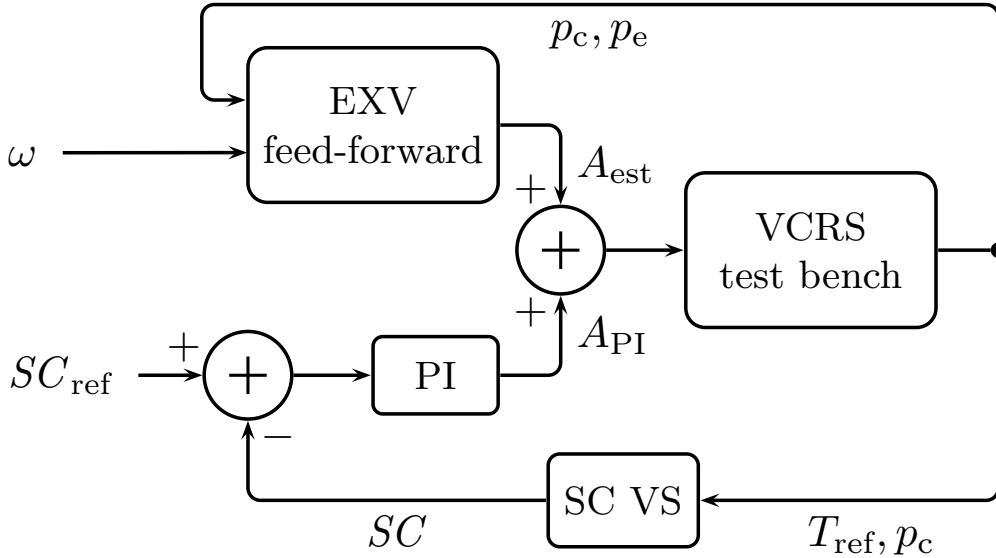 p_c, p_e
EXV
feed-forward
ω
A_est
+
+
VCRS
test bench
+
A_PI
+
SC_ref
+
PI
−
SC VS
SC
T_ref, p_c